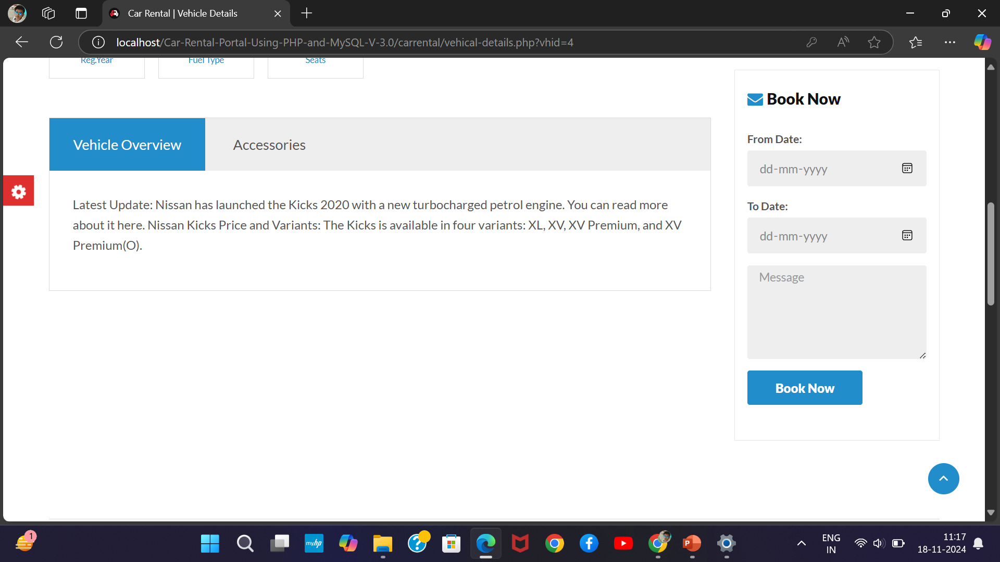 Car Rental | Vehicle Details
localhost/Car-Rental-Portal-Using-PHP-and-MySQL-V-3.0/carrental/vehical-details.php?vhid=4
Reg.Year
Fuel Type
Seats
Book Now
From Date:
dd-mm-yyyy
To Date:
dd-mm-yyyy
Message
Book Now
Vehicle Overview
Accessories
Latest Update: Nissan has launched the Kicks 2020 with a new turbocharged petrol engine. You can read more
about it here. Nissan Kicks Price and Variants: The Kicks is available in four variants: XL, XV, XV Premium, and XV
Premium(O).
1
myhp
P
ENG
IN
11:17
18-11-2024